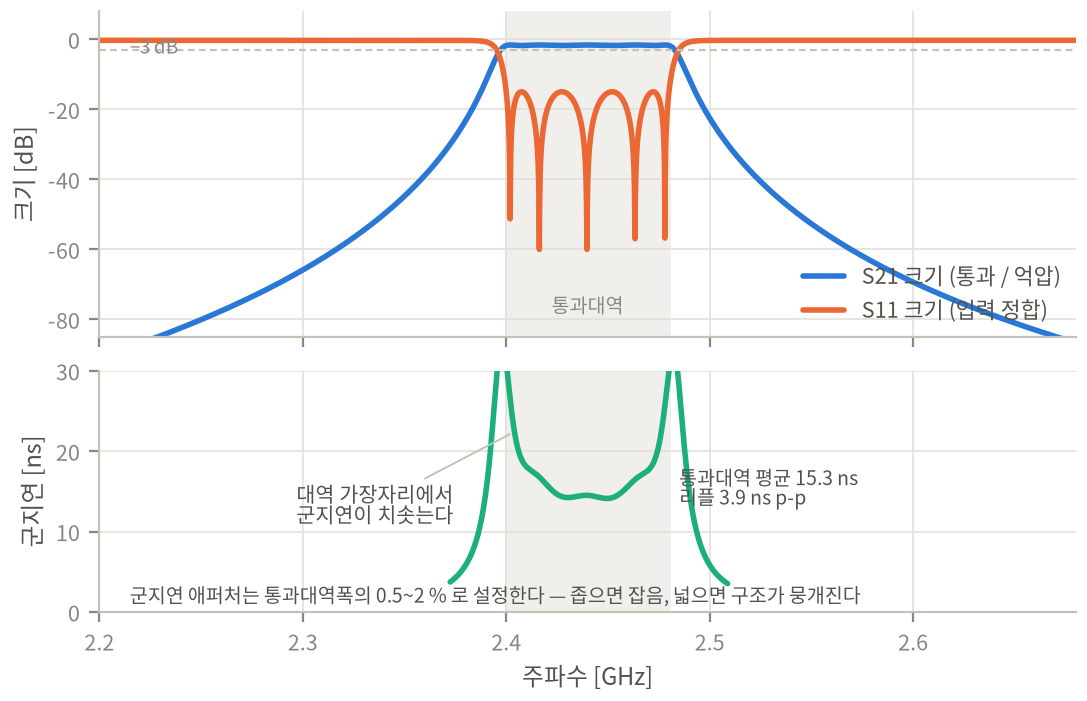 0
−3 dB
-20
-40
-60
-80
크기 [dB]
통과대역
S21 크기 (통과 / 억압)
S11 크기 (입력 정합)
30
20
10
0
군지연 [ns]
대역 가장자리에서
군지연이 치솟는다
통과대역 평균 15.3 ns
리플 3.9 ns p-p
군지연 애퍼처는 통과대역폭의 0.5~2 % 로 설정한다 — 좁으면 잡음, 넓으면 구조가 뭉개진다
2.2
2.3
2.4
2.5
2.6
주파수 [GHz]